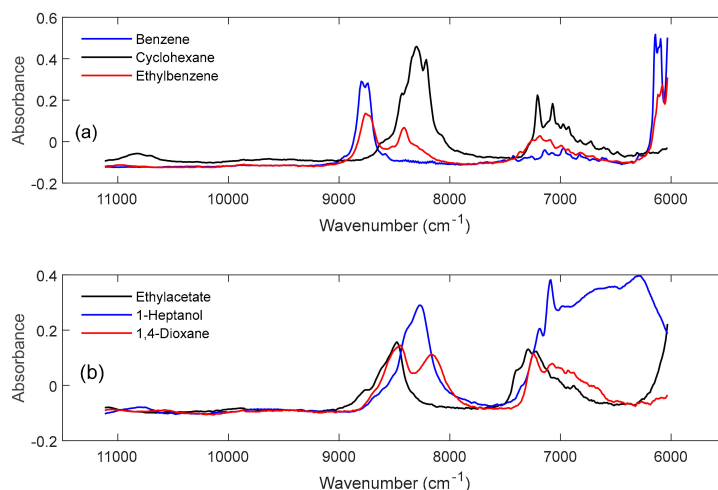 0.6
0.4
0.2
0
-0.2
Absorbance
Benzene
Cyclohexane
Ethylbenzene
(a)
11000 10000 9000 8000 7000 6000
Wavenumber (cm-1)
0.4
0.2
0
-0.2
Absorbance
Ethylacetate
1-Heptanol
1,4-Dioxane
(b)
11000 10000 9000 8000 7000 6000
Wavenumber (cm-1)